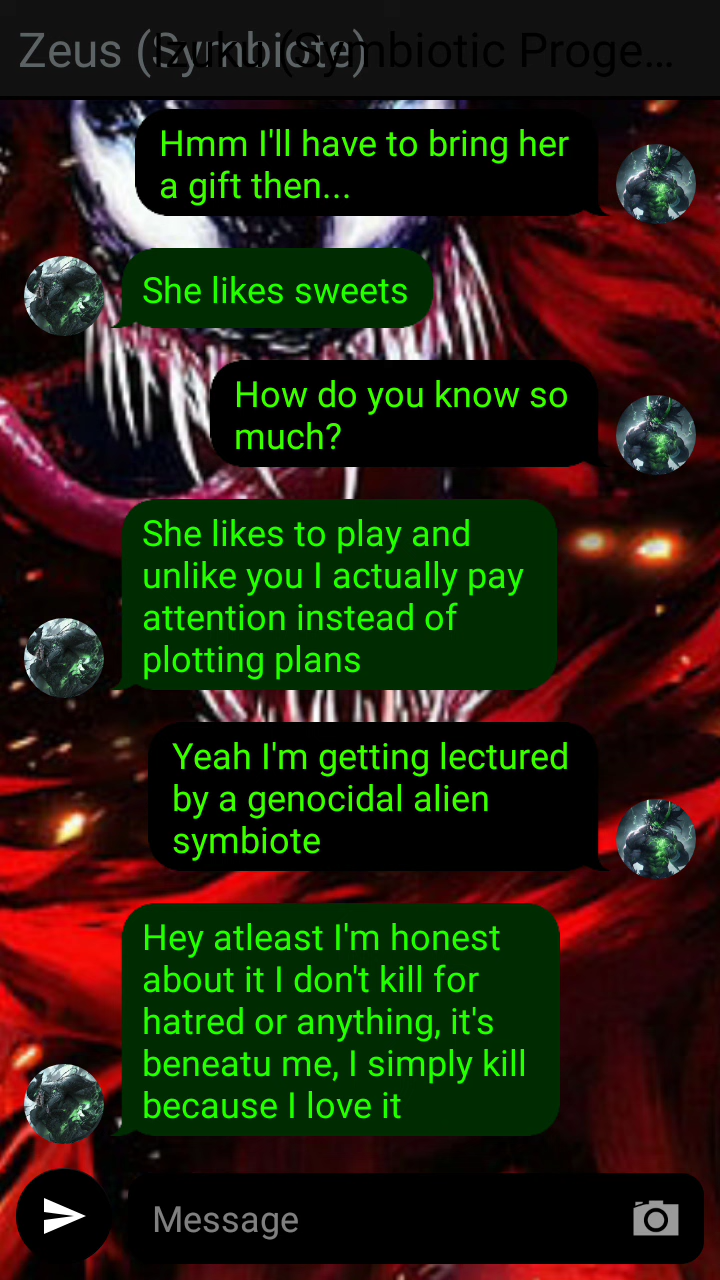 Zeus (Symbiote)
Izuku (Symbiotic Proge...
Hmm I'll have to bring her
a gift then...
She likes sweets
How do you know so
much?
She likes to play and
unlike you I actually pay
attention instead of
plotting plans
Yeah I'm getting lectured
by a genocidal alien
symbiote
Hey atleast I'm honest
about it I don't kill for
hatred or anything, it's
beneatu me, I simply kill
because I love it
Message